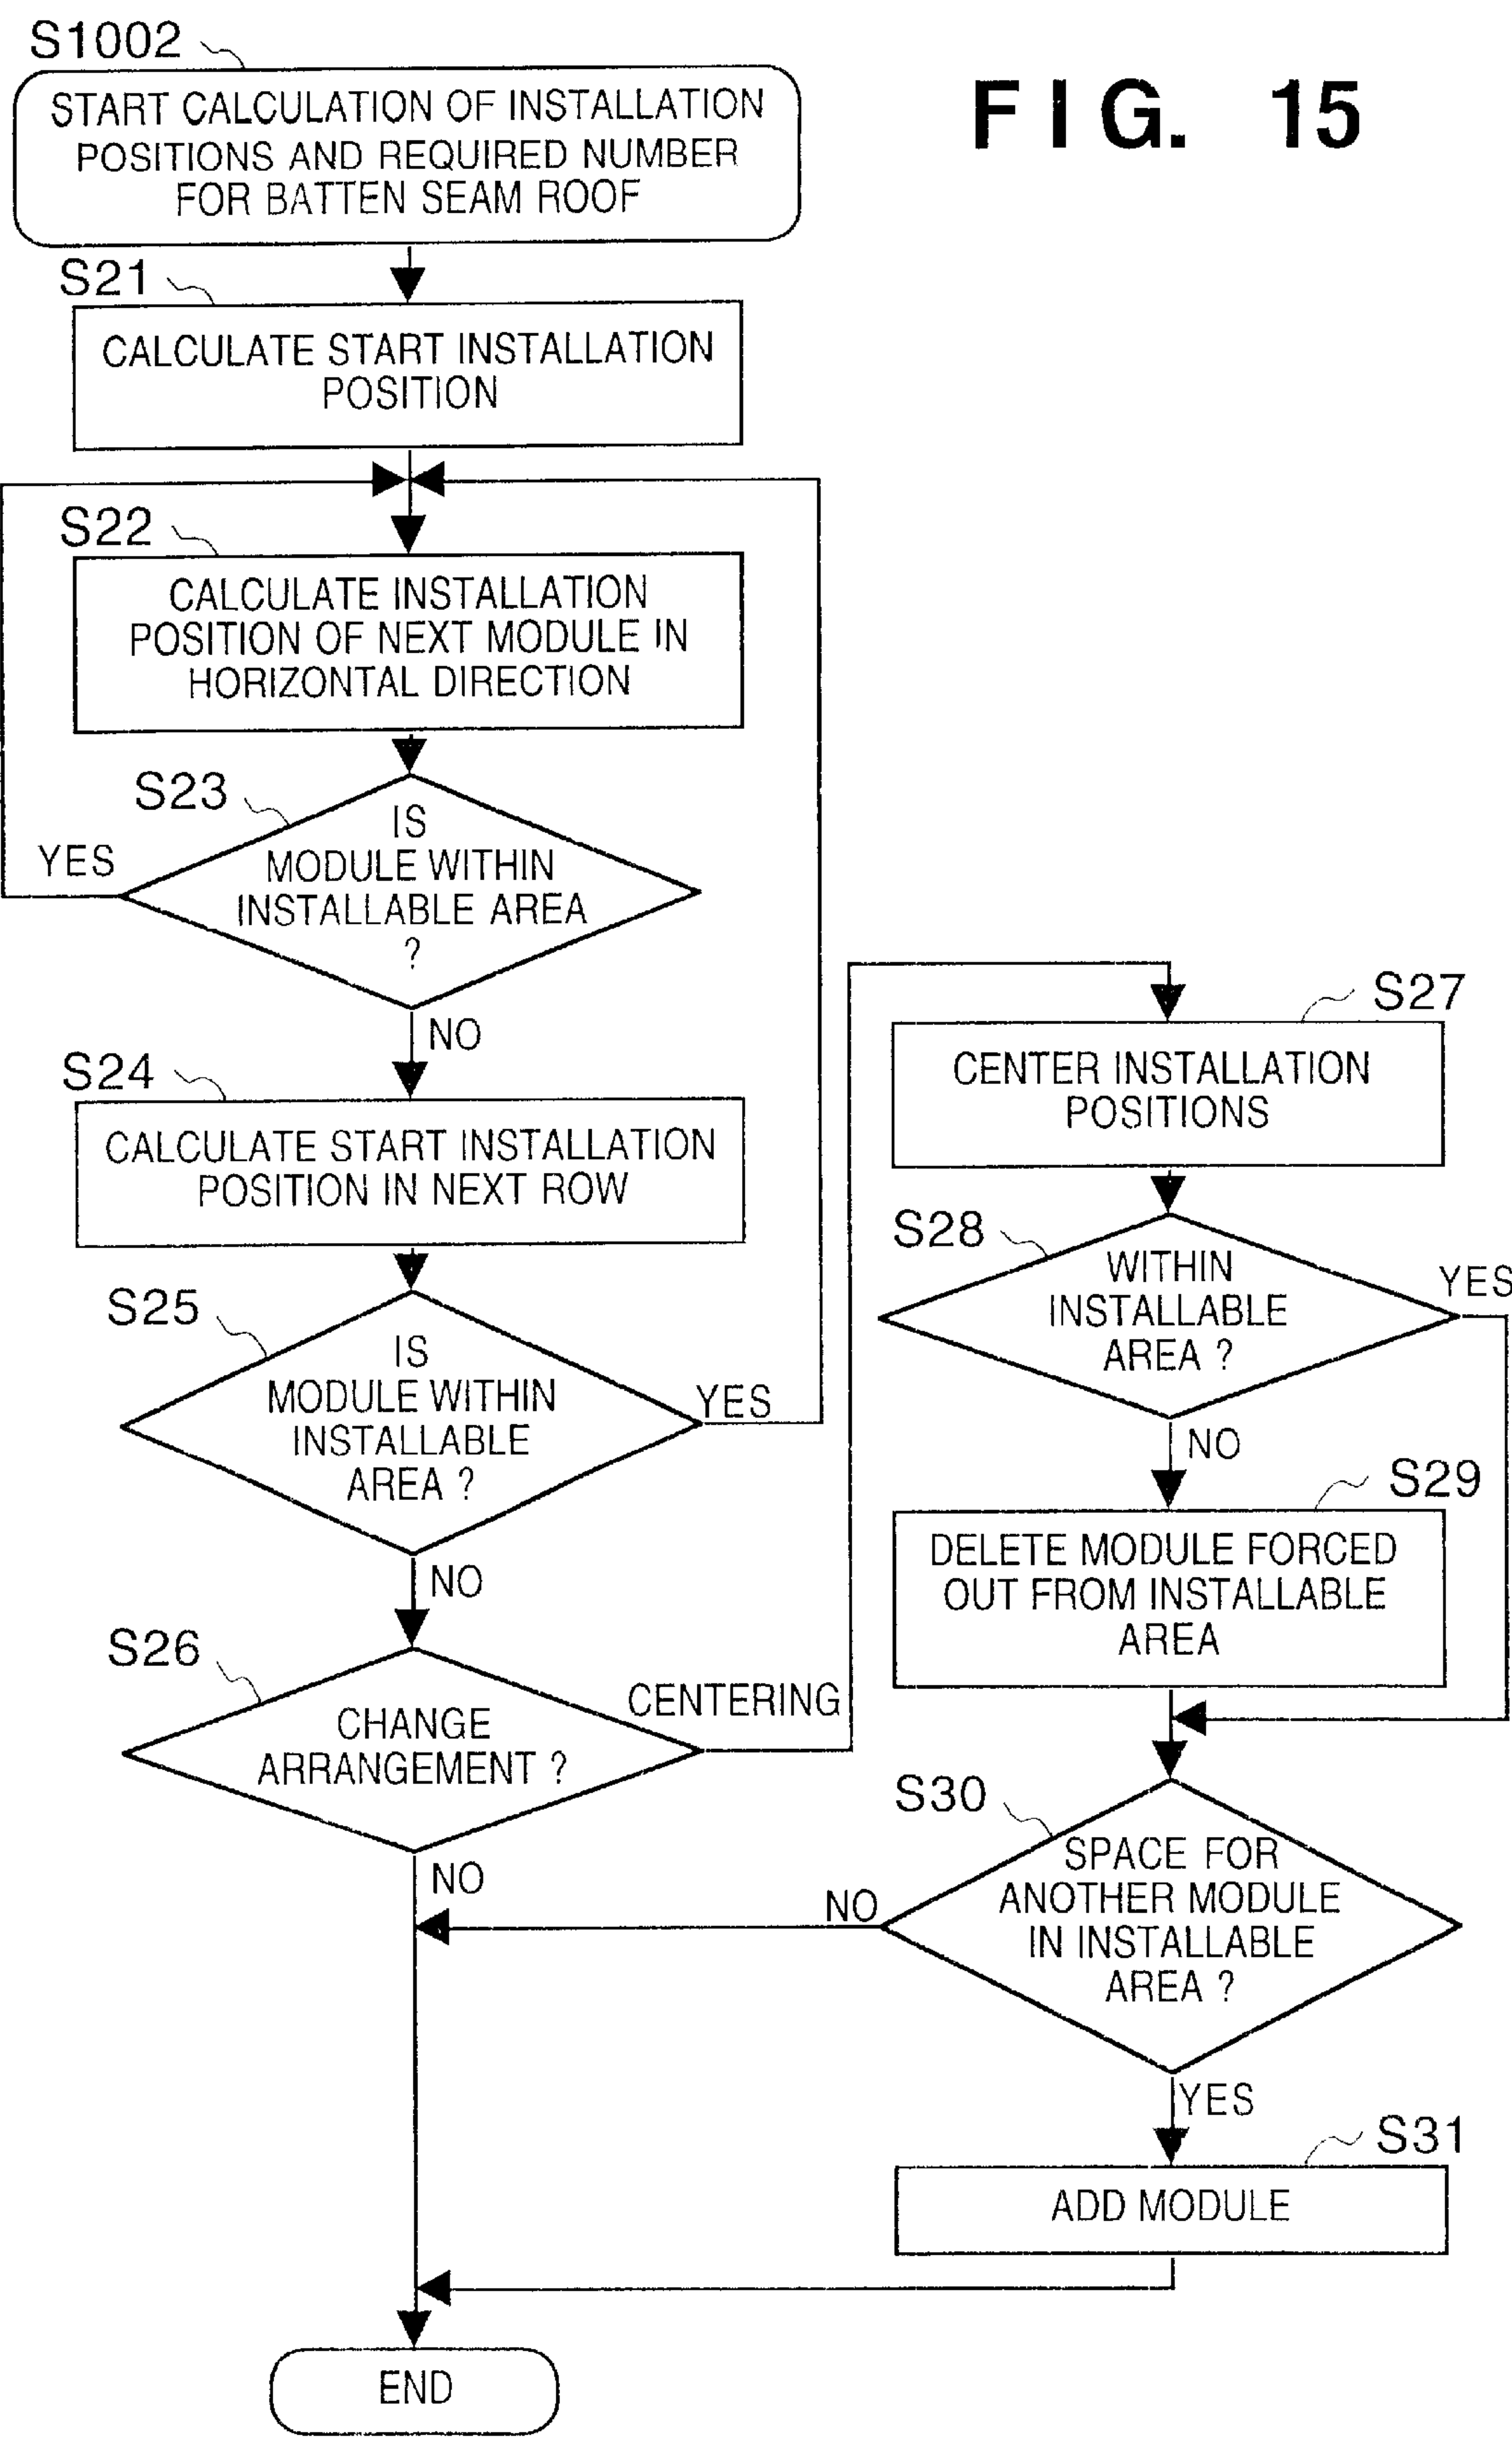 FIG. 15
S1002
START CALCULATION OF INSTALLATION
POSITIONS AND REQUIRED NUMBER
FOR BATTEN SEAM ROOF
S21
CALCULATE START INSTALLATION
POSITION
S22
CALCULATE INSTALLATION
POSITION OF NEXT MODULE IN
HORIZONTAL DIRECTION
S23
IS
MODULE WITHIN
INSTALLABLE AREA
?
YES
NO
S24
CALCULATE START INSTALLATION
POSITION IN NEXT ROW
S25
IS
MODULE WITHIN
INSTALLABLE
AREA ?
YES
NO
S26
CHANGE
ARRANGEMENT ?
CENTERING
NO
S27
CENTER INSTALLATION
POSITIONS
S28
WITHIN
INSTALLABLE
AREA ?
YES
NO
S29
DELETE MODULE FORCED
OUT FROM INSTALLABLE
AREA
S30
SPACE FOR
ANOTHER MODULE
IN INSTALLABLE
AREA ?
NO
YES
S31
ADD MODULE
END